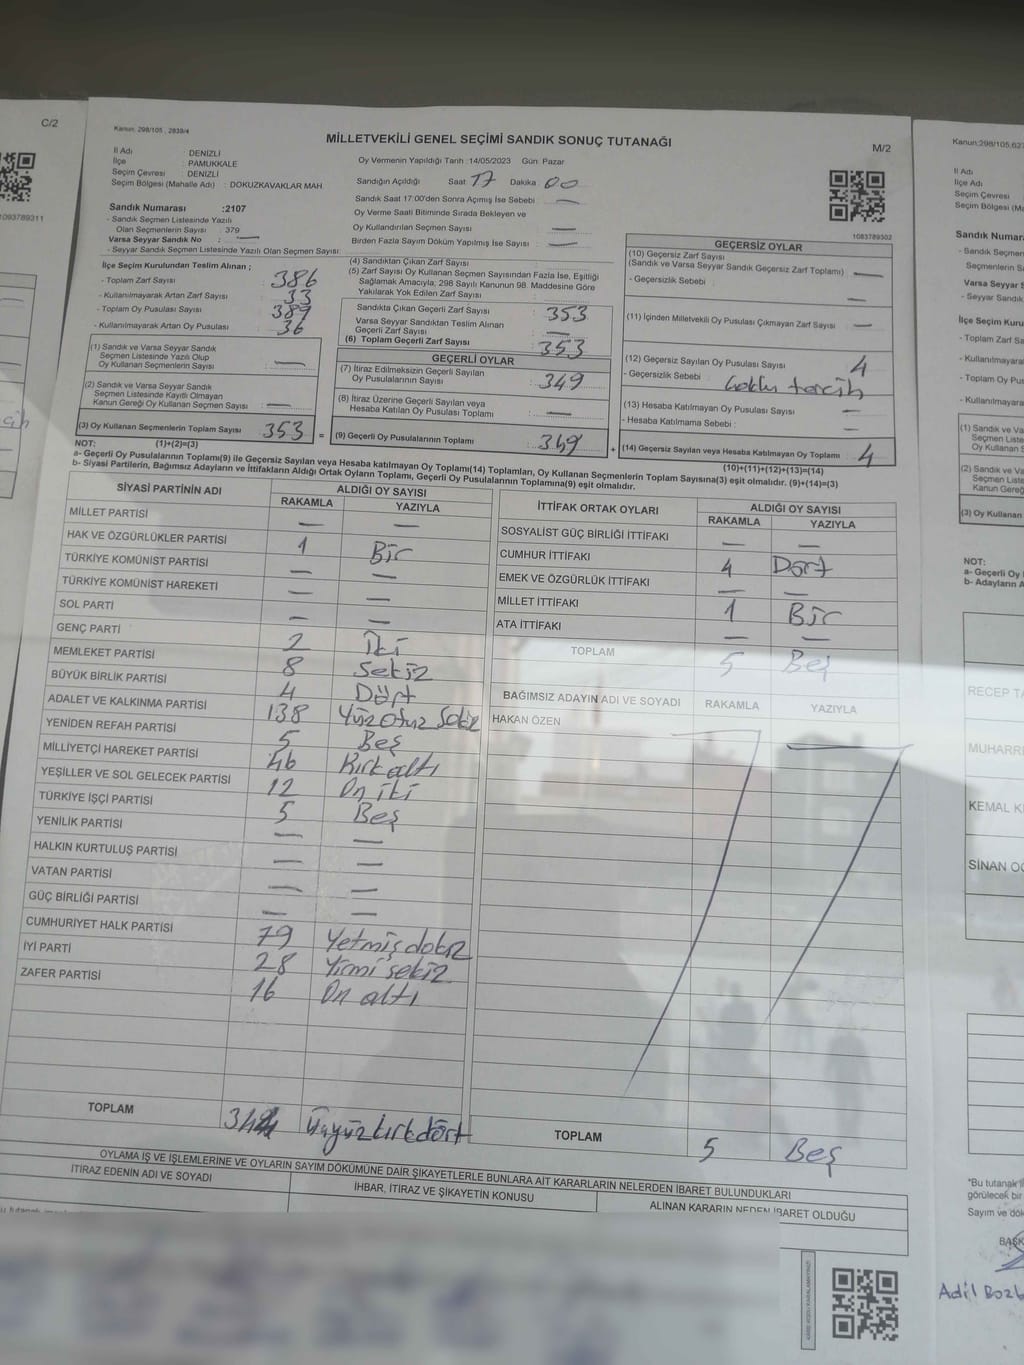 C/2
1093789311
Kanun: 298/105 , 2839/4
MİLLETVEKİLİ GENEL SEÇİMİ SANDIK SONUÇ TUTANAĞI
M/2
İl Adı : DENİZLİ
İlçe : PAMUKKALE
Seçim Çevresi : DENİZLİ
Seçim Bölgesi (Mahalle Adı) : DOKUZKAVAKLAR MAH
Oy Vermenin Yapıldığı Tarih :14/05/2023 Gün: Pazar
Sandığın Açıldığı Saat 17 Dakika 00
Sandık Saat 17:00'den Sonra Açımış İse Sebebi —
Oy Verme Saati Bitiminde Sırada Bekleyen ve
Oy Kullandırılan Seçmen Sayısı —
Birden Fazla Sayım Döküm Yapılmış İse Sayısı —
1083789302
Sandık Numarası :2107
- Sandık Seçmen Listesinde Yazılı
Olan Seçmenlerin Sayısı : 379
Varsa Seyyar Sandık No : —
- Seyyar Sandık Seçmen Listesinde Yazılı Olan Seçmen Sayısı:
İlçe Seçim Kurulundan Teslim Alınan ;
- Toplam Zarf Sayısı : 386
- Kullanılmayarak Artan Zarf Sayısı : 33
- Toplam Oy Pusulası Sayısı : 389
- Kullanılmayarak Artan Oy Pusulası : 36
(1) Sandık ve Varsa Seyyar Sandık
Seçmen Listesinde Yazılı Olup
Oy Kullanan Seçmenlerin Sayısı : —
(2) Sandık ve Varsa Seyyar Sandık
Seçmen Listesinde Kayıtlı Olmayan
Kanun Gereği Oy Kullanan Seçmen Sayısı : —
(3) Oy Kullanan Seçmenlerin Toplam Sayısı : 353
(4) Sandıktan Çıkan Zarf Sayısı
(5) Zarf Sayısı Oy Kullanan Seçmen Sayısından Fazla İse, Eşitliği
Sağlamak Amacıyla, 298 Sayılı Kanunun 98. Maddesine Göre
Yakılarak Yok Edilen Zarf Sayısı :
Sandıkta Çıkan Geçerli Zarf Sayısı : 353
Varsa Seyyar Sandıktan Teslim Alınan
Geçerli Zarf Sayısı : —
(6) Toplam Geçerli Zarf Sayısı : 353
GEÇERLİ OYLAR
(7) İtiraz Edilmeksizin Geçerli Sayılan
Oy Pusulalarının Sayısı : 349
(8) İtiraz Üzerine Geçerli Sayılan veya
Hesaba Katılan Oy Pusulası Toplamı : —
= (9) Geçerli Oy Pusulalarının Toplamı : 349
GEÇERSİZ OYLAR
(10) Geçersiz Zarf Sayısı
(Sandık ve Varsa Seyyar Sandık Geçersiz Zarf Toplamı) —
- Geçersizlik Sebebi : —
(11) İçinden Milletvekili Oy Pusulası Çıkmayan Zarf Sayısı : —
(12) Geçersiz Sayılan Oy Pusulası Sayısı : 4
- Geçersizlik Sebebi : Çoklu tercih
(13) Hesaba Katılmayan Oy Pusulası Sayısı : —
- Hesaba Katılmama Sebebi : —
+ (14) Geçersiz Sayılan veya Hesaba Katılmayan Oy Toplamı : 4
NOT: (1)+(2)=(3) (10)+(11)+(12)+(13)=(14)
a- Geçerli Oy Pusulalarının Toplamı(9) ile Geçersiz Sayılan veya Hesaba katılmayan Oy Toplamı(14) Toplamları, Oy Kullanan Seçmenlerin Toplam Sayısına(3) eşit olmalıdır. (9)+(14)=(3)
b- Siyasi Partilerin, Bağımsız Adayların ve İttifakların Aldığı Ortak Oyların Toplamı, Geçerli Oy Pusulalarının Toplamına(9) eşit olmalıdır.
SİYASİ PARTİNİN ADI ALDIĞI OY SAYISI
RAKAMLA YAZIYLA
MİLLET PARTİSİ — —
HAK VE ÖZGÜRLÜKLER PARTİSİ 1 Bir
TÜRKİYE KOMÜNİST PARTİSİ — —
TÜRKİYE KOMÜNİST HAREKETİ — —
SOL PARTİ — —
GENÇ PARTİ 2 İki
MEMLEKET PARTİSİ 8 Sekiz
BÜYÜK BİRLİK PARTİSİ 4 Dört
ADALET VE KALKINMA PARTİSİ 138 Yüz Otuz Sekiz
YENİDEN REFAH PARTİSİ 5 Beş
MİLLİYETÇİ HAREKET PARTİSİ 46 Kırk altı
YEŞİLLER VE SOL GELECEK PARTİSİ 12 On iki
TÜRKİYE İŞÇİ PARTİSİ 5 Beş
YENİLİK PARTİSİ — —
HALKIN KURTULUŞ PARTİSİ — —
VATAN PARTİSİ — —
GÜÇ BİRLİĞİ PARTİSİ — —
CUMHURİYET HALK PARTİSİ 79 Yetmiş dokuz
İYİ PARTİ 28 Yirmi sekiz
ZAFER PARTİSİ 16 On altı
TOPLAM 344 Üçyüzkırkdört
İTTİFAK ORTAK OYLARI ALDIĞI OY SAYISI
RAKAMLA YAZIYLA
SOSYALİST GÜÇ BİRLİĞİ İTTİFAKI — —
CUMHUR İTTİFAKI 4 Dört
EMEK VE ÖZGÜRLÜK İTTİFAKI — —
MİLLET İTTİFAKI 1 Bir
ATA İTTİFAKI — —
TOPLAM 5 Beş
BAĞIMSIZ ADAYIN ADI VE SOYADI RAKAMLA YAZIYLA
HAKAN ÖZEN
TOPLAM 5 Beş
OYLAMA İŞ VE İŞLEMLERİNE VE OYLARIN SAYIM DÖKÜMÜNE DAİR ŞİKAYETLERLE BUNLARA AİT KARARLARIN NELERDEN İBARET BULUNDUKLARI
İTİRAZ EDENİN ADI VE SOYADI
İHBAR, İTİRAZ VE ŞİKAYETİN KONUSU
ALINAN KARARIN NEDEN İBARET OLDUĞU
Kanun:298/105,627
İl Adı
İlçe Adı
Seçim Çevresi
Seçim Bölgesi (Ma
Sandık Numar
- Sandık Seçmen
Seçmenlerin Say
Varsa Seyyar S
- Seyyar Sandık
İlçe Seçim Kuru
- Toplam Zarf Sa
- Kullanılmayara
- Toplam Oy Pus
- Kullanılmayara
(1) Sandık ve Va
Seçmen Liste
Oy Kullanan S
(2) Sandık ve Va
Seçmen Liste
Kanun Gereği
(3) Oy Kullanan
NOT:
a- Geçerli Oy
b- Adayların A
RECEP TA
MUHARRE
KEMAL K
SİNAN O
"Bu tutanak
görülecek bir
Sayım ve dök
BAŞK
Adil Bozb